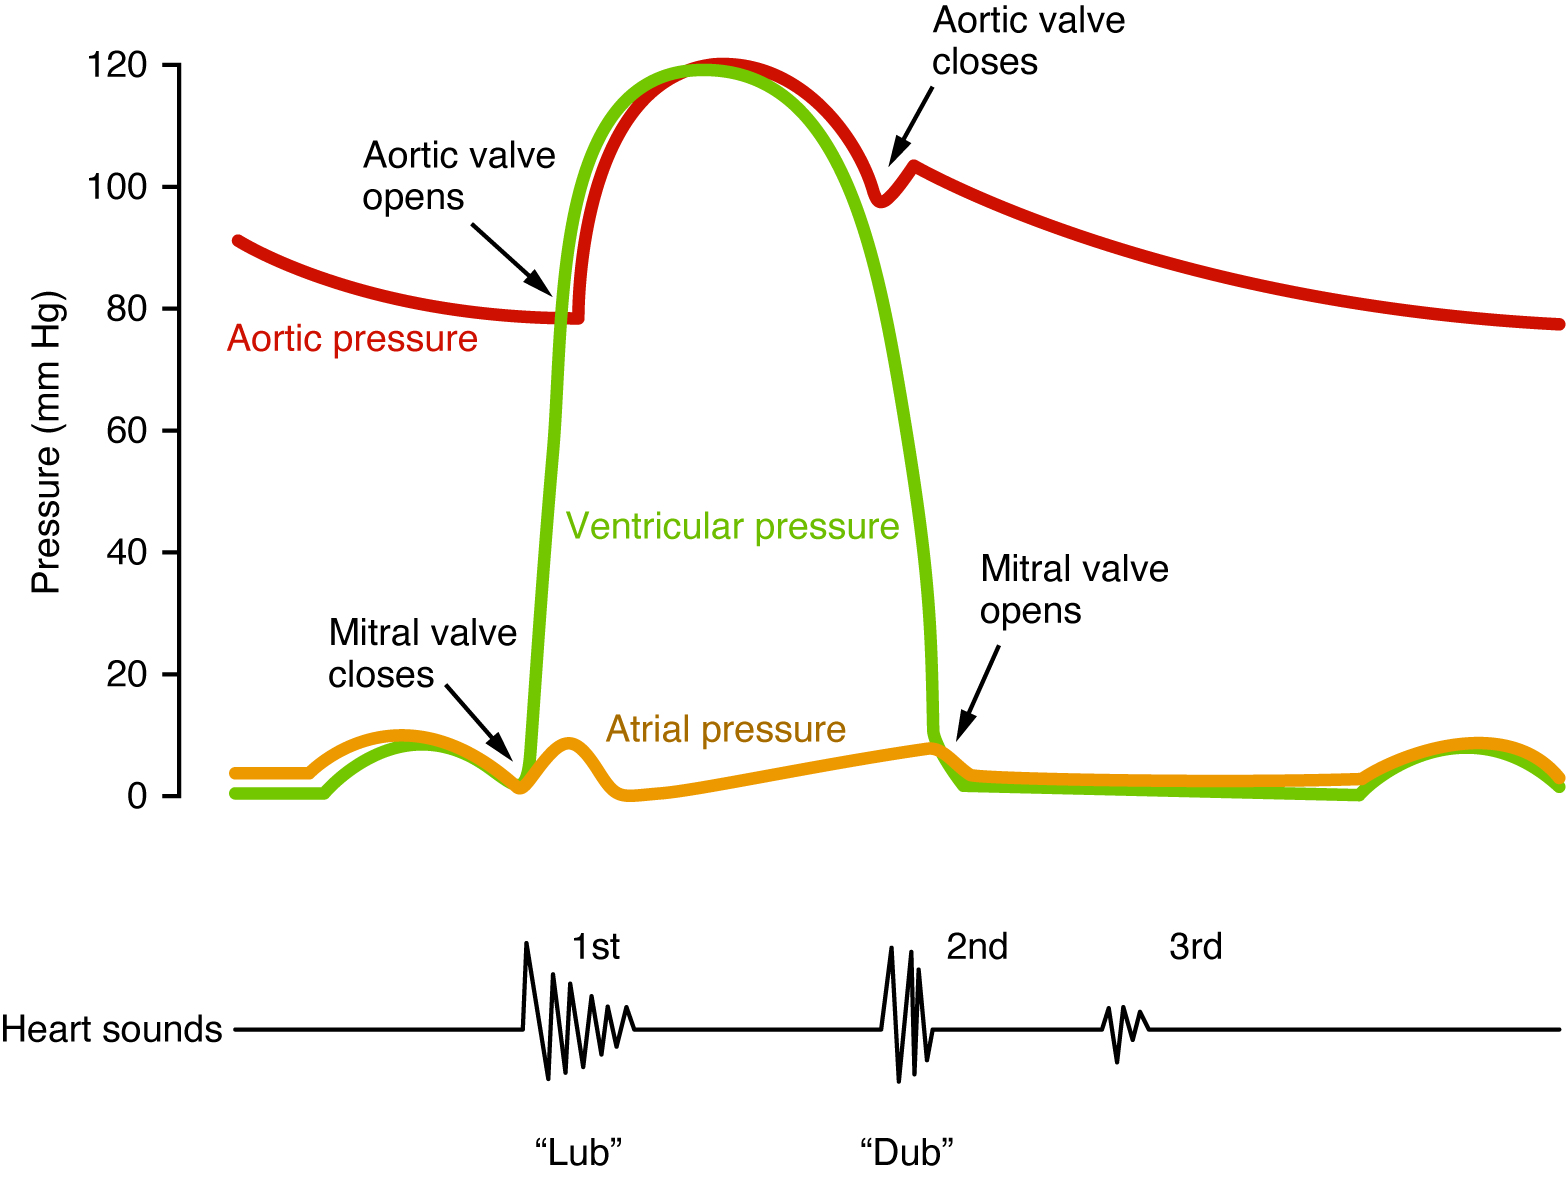 Aortic valve
closes
120
Aortic valve
opens
100
80
Aortic pressure
Pressure (mm Hg)
60
Ventricular pressure
40
Mitral valve
opens
Mitral valve
closes
20
Atrial pressure
0
1st
2nd
3rd
Heart sounds
“Lub”
“Dub”